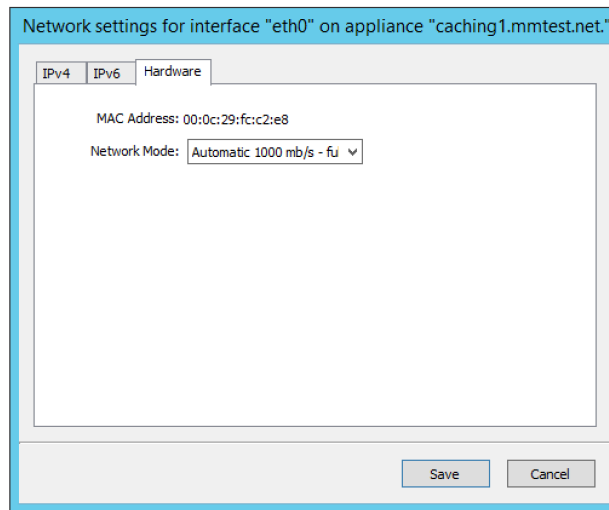 Network settings for interface "eth0" on appliance "caching1.mmtest.net."
IPv4 IPv6 Hardware
MAC Address: 00:0c:29:fc:c2:e8
Network Mode: Automatic 1000 mb/s - ful
Save Cancel